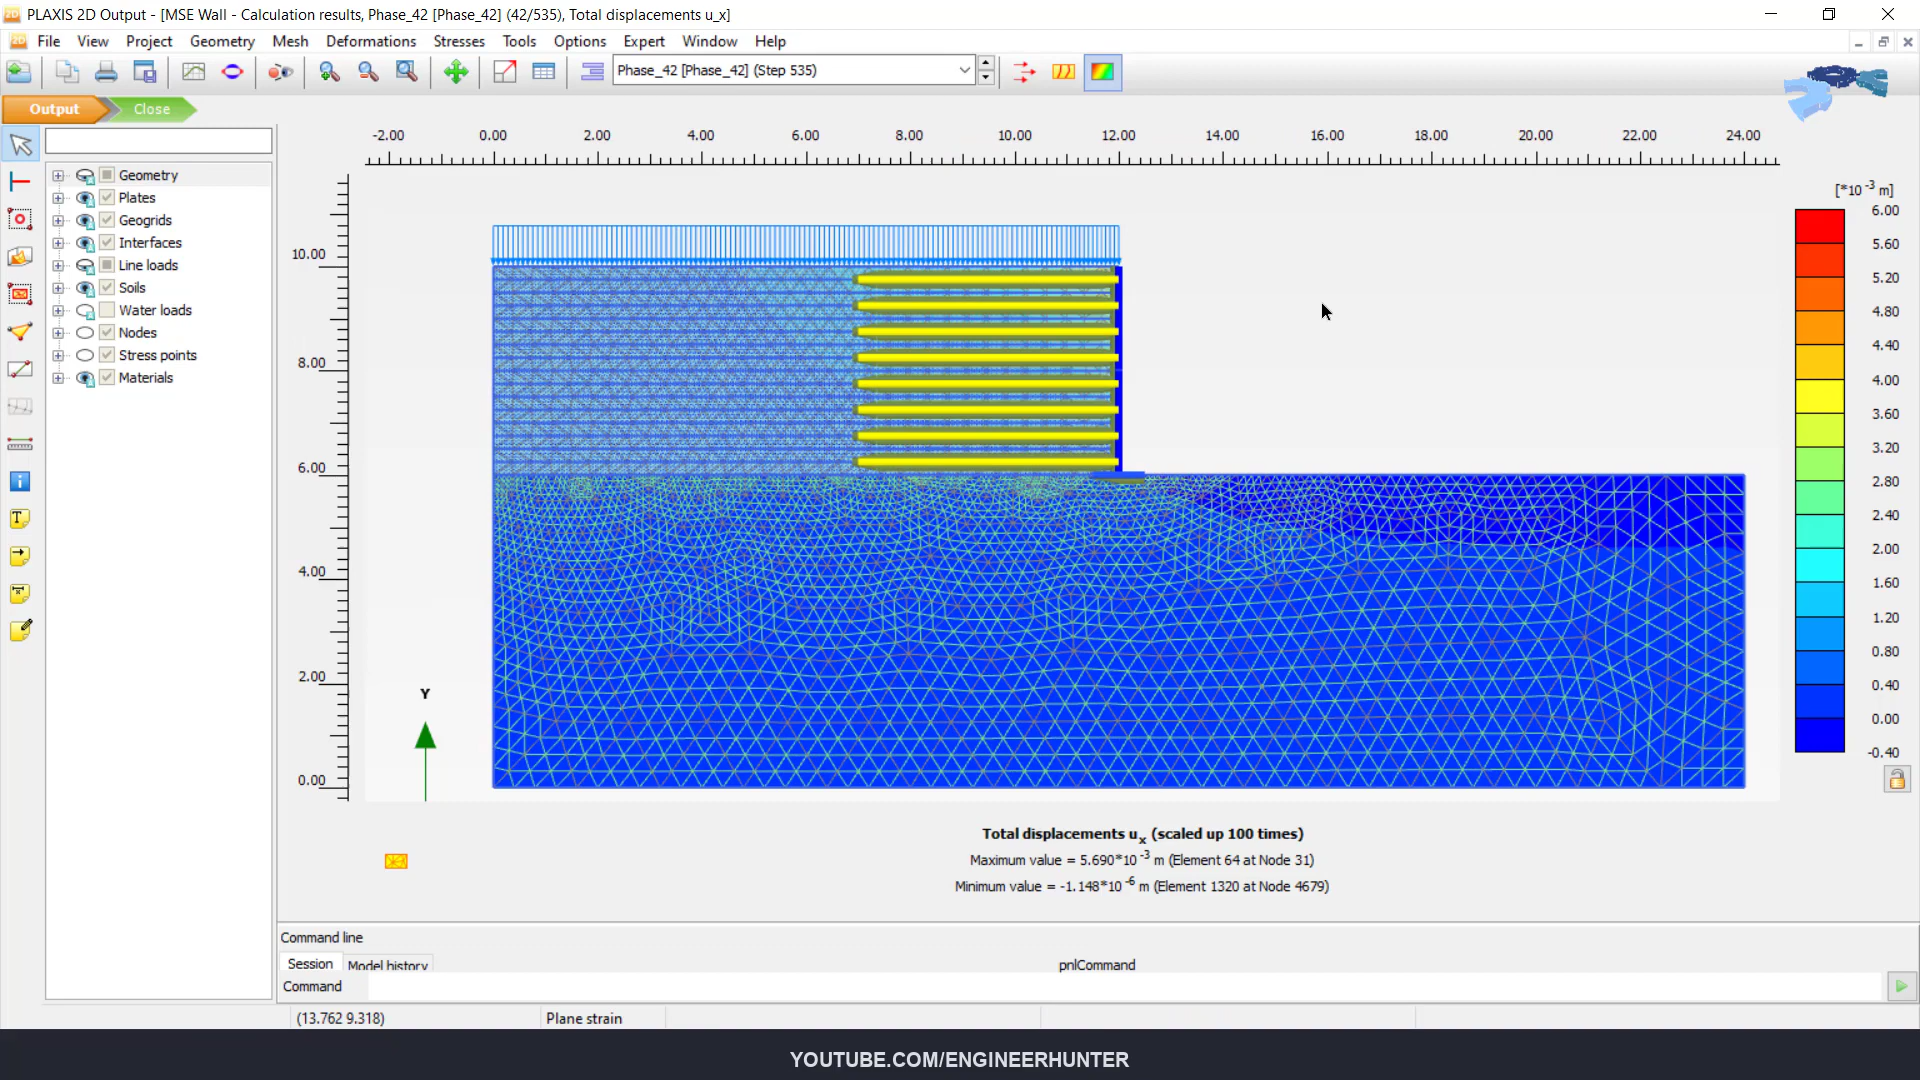 PLAXIS 2D Output - [MSE Wall - Calculation results, Phase_42 [Phase_42] (42/535), Total displacements u_x]
File View Project Geometry Mesh Deformations Stresses Tools Options Expert Window Help
Phase_42 [Phase_42] (Step 535)
Output Close
-2.00 0.00 2.00 4.00 6.00 8.00 10.00 12.00 14.00 16.00 18.00 20.00 22.00 24.00
Geometry
Plates
Geogrids
Interfaces
Line loads
Soils
Water loads
Nodes
Stress points
Materials
10.00
8.00
6.00
4.00
2.00
0.00
Y
[*10 -3 m]
6.00
5.60
5.20
4.80
4.40
4.00
3.60
3.20
2.80
2.40
2.00
1.60
1.20
0.80
0.40
0.00
-0.40
Total displacements ux (scaled up 100 times)
Maximum value = 5.690*10 -3 m (Element 64 at Node 31)
Minimum value = -1.148*10 -6 m (Element 1320 at Node 4679)
Command line
Session Model history pnlCommand
Command
(13.762 9.318) Plane strain
YOUTUBE.COM/ENGINEERHUNTER